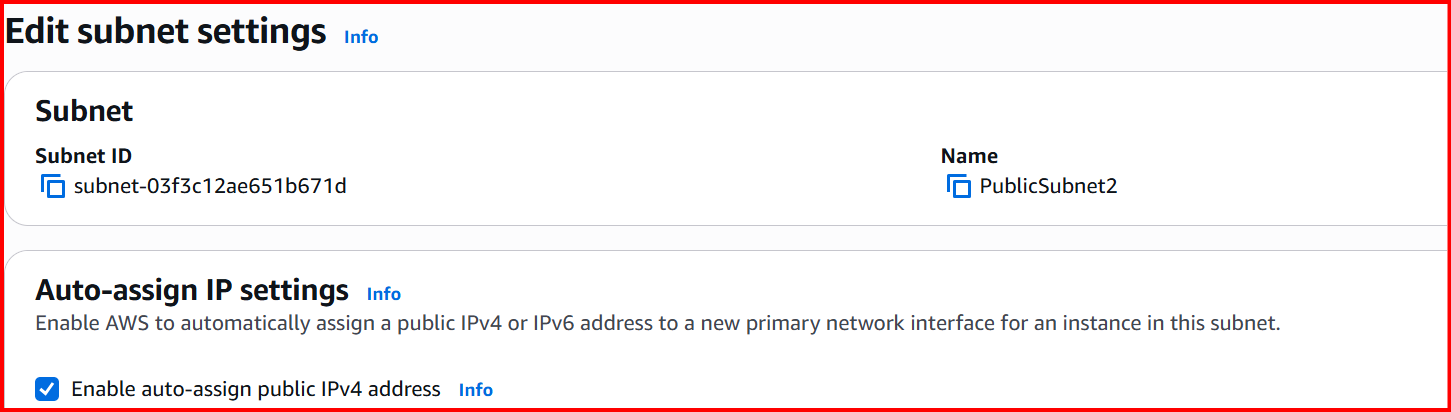 Edit subnet settings Info
Subnet
Subnet ID Name
subnet-03f3c12ae651b671d PublicSubnet2
Auto-assign IP settings Info
Enable AWS to automatically assign a public IPv4 or IPv6 address to a new primary network interface for an instance in this subnet.
Enable auto-assign public IPv4 address Info